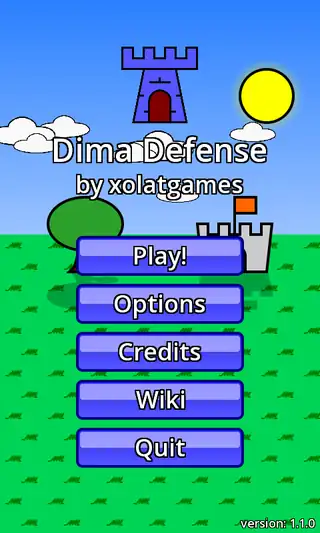 Dima Defense
by xolatgames
Play!
Options
Credits
Wiki
Quit
version: 1.1.0